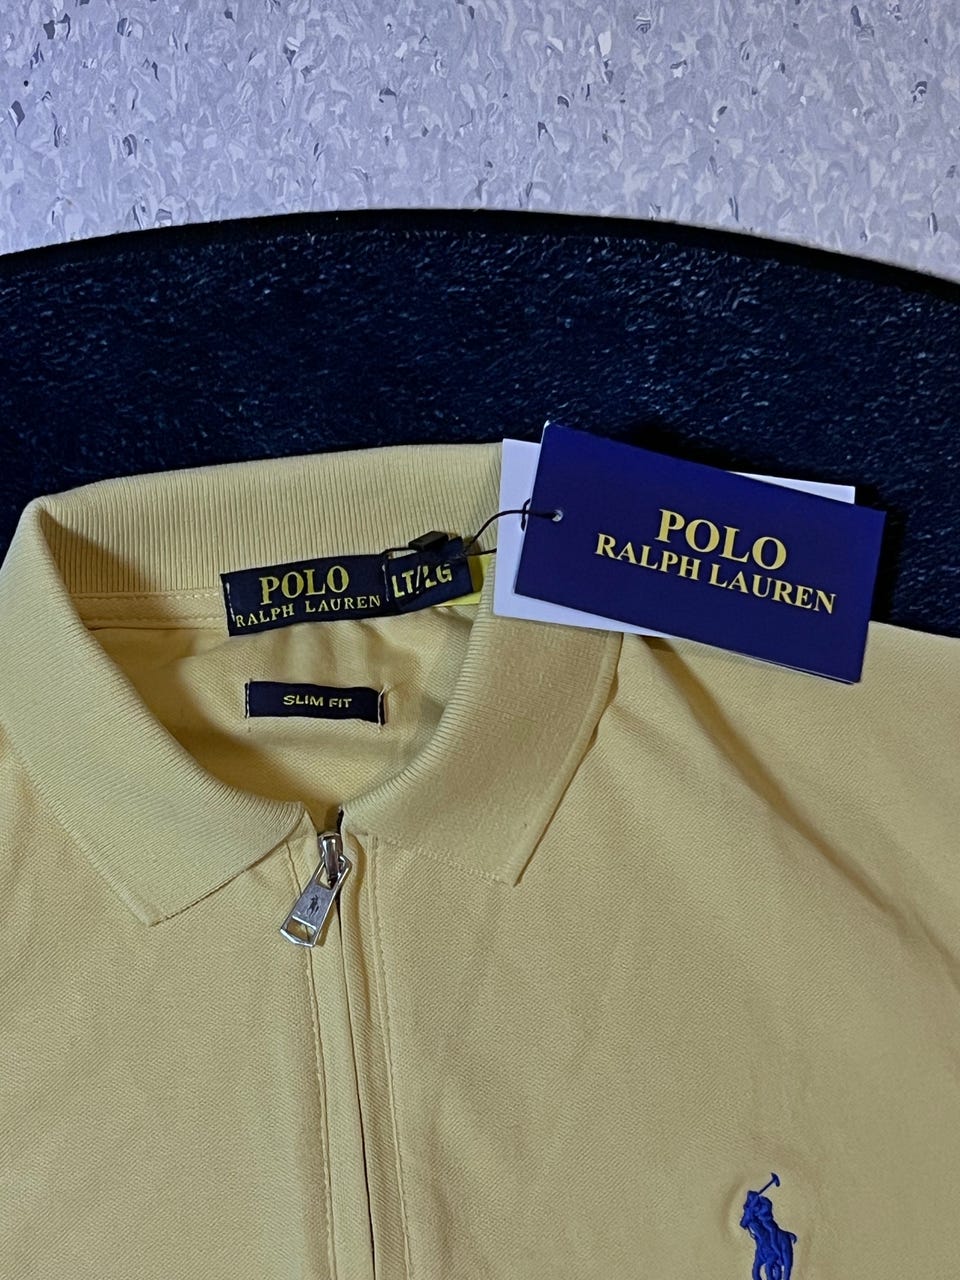 POLO
RALPH LAUREN
LT/LG
SLIM FIT
POLO
RALPH LAUREN